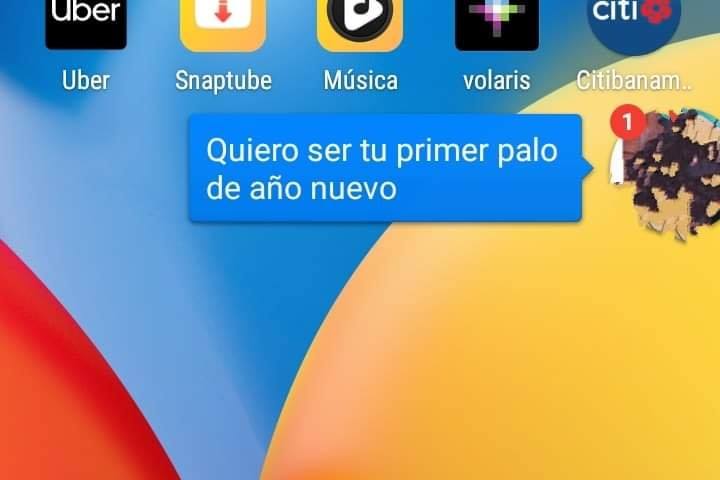 Uber
citi
Uber
Snaptube
Música
volaris
Citibanam..
1
Quiero ser tu primer palo
de año nuevo